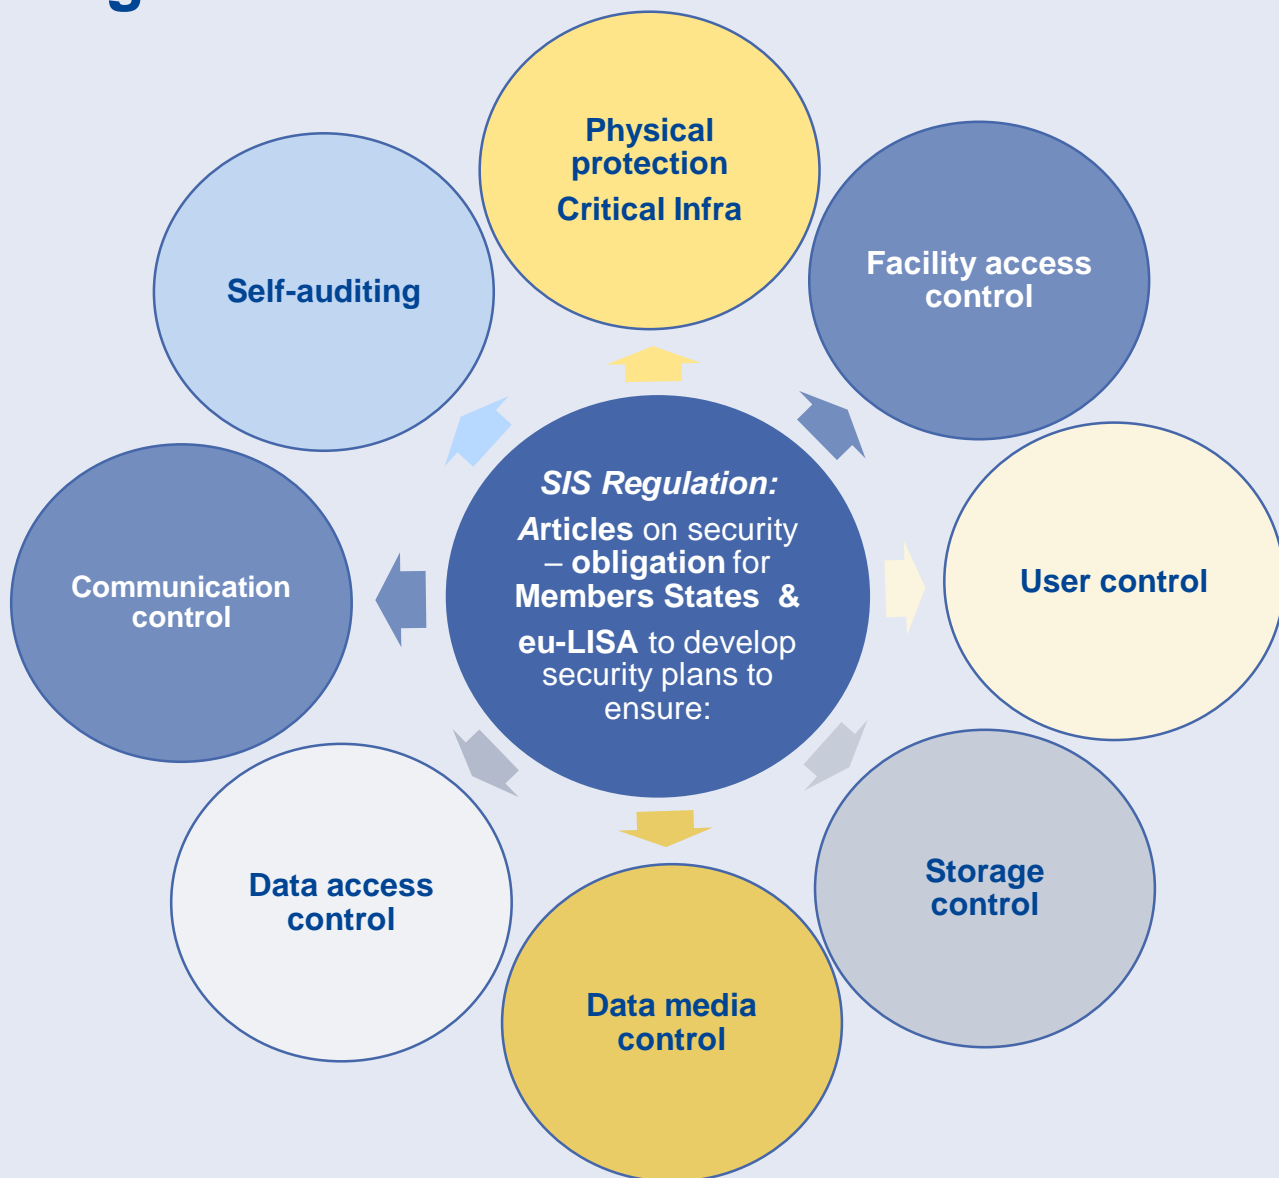 g
Physical
protection
Critical Infra
Facility access
control
User control
Storage
control
Data media
control
Data access
control
Communication
control
Self-auditing
SIS Regulation:
Articles on security
– obligation for
Members States &
eu-LISA to develop
security plans to
ensure: